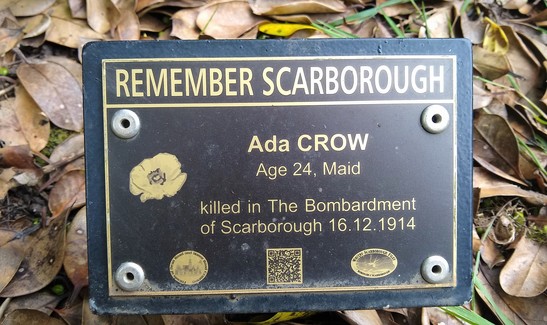 REMEMBER SCARBOROUGH
Ada CROW
Age 24, Maid
killed in The Bombardment
of Scarborough 16.12.1914